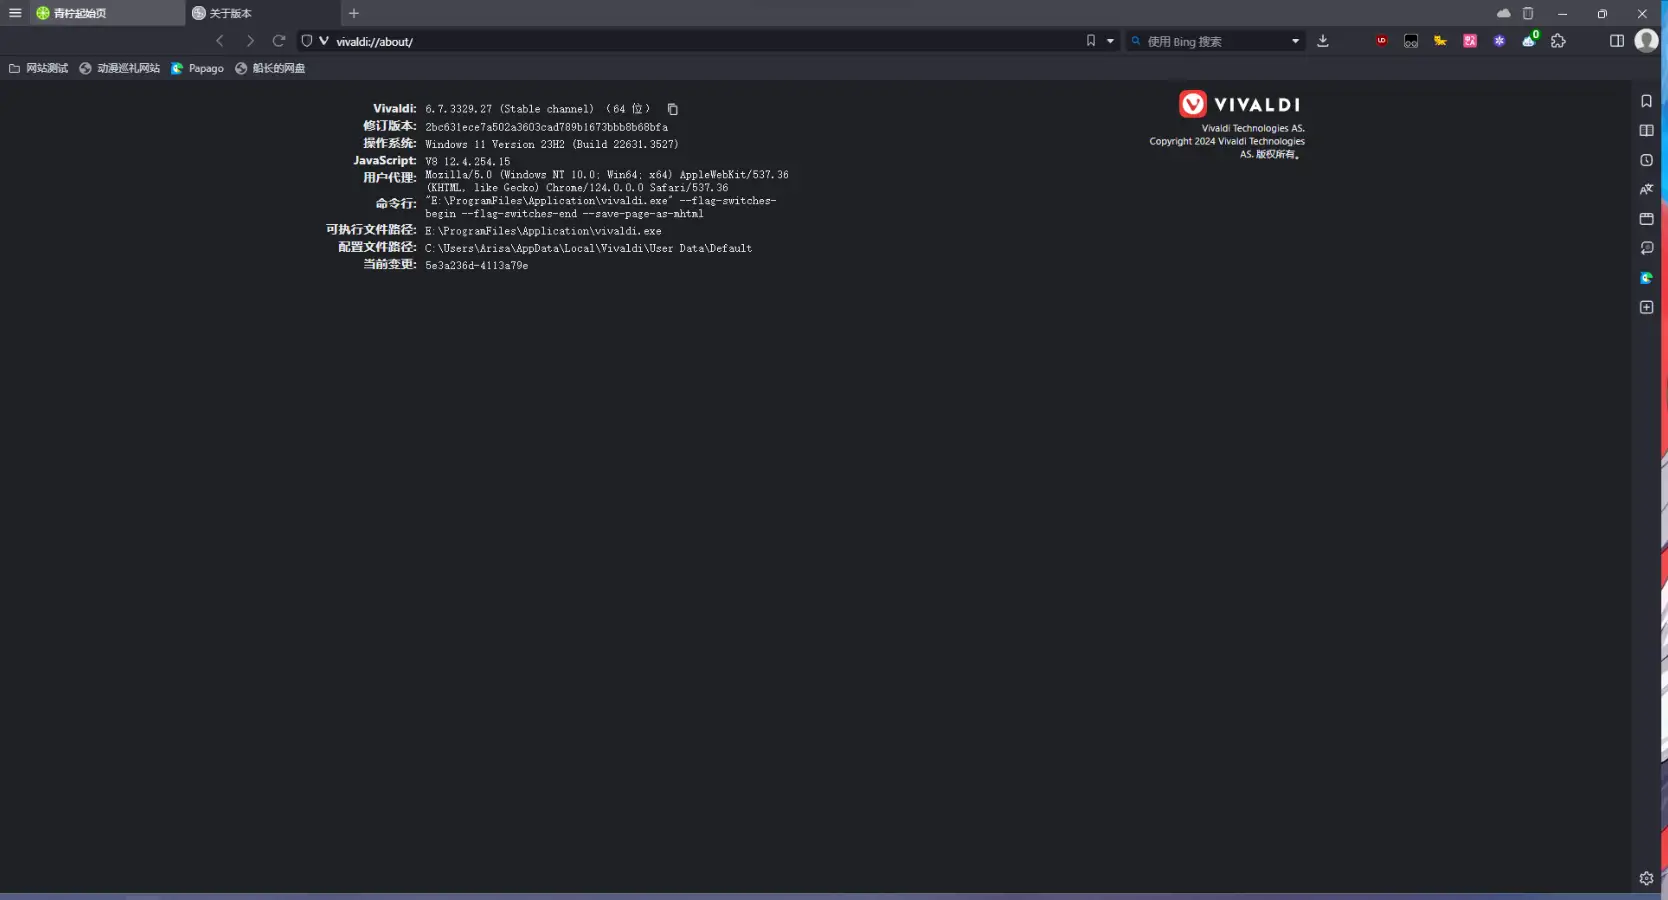 青柠起始页
关于版本
vivaldi://about/
使用 Bing 搜索
0
网站测试
动漫巡礼网站
Papago
船长的网盘
Vivaldi: 6.7.3329.27 (Stable channel) （64 位）
修订版本: 2bc631ece7a502a3603cad789b1673bbb8b68bfa
操作系统: Windows 11 Version 23H2 (Build 22631.3527)
JavaScript: V8 12.4.254.15
用户代理: Mozilla/5.0 (Windows NT 10.0; Win64; x64) AppleWebKit/537.36
(KHTML, like Gecko) Chrome/124.0.0.0 Safari/537.36
命令行: "E:\ProgramFiles\Application\vivaldi.exe" --flag-switches-
begin --flag-switches-end --save-page-as-mhtml
可执行文件路径: E:\ProgramFiles\Application\vivaldi.exe
配置文件路径: C:\Users\Arisa\AppData\Local\Vivaldi\User Data\Default
当前变更: 5e3a236d-4113a79e
VIVALDI
Vivaldi Technologies AS.
Copyright 2024 Vivaldi Technologies
AS. 版权所有。